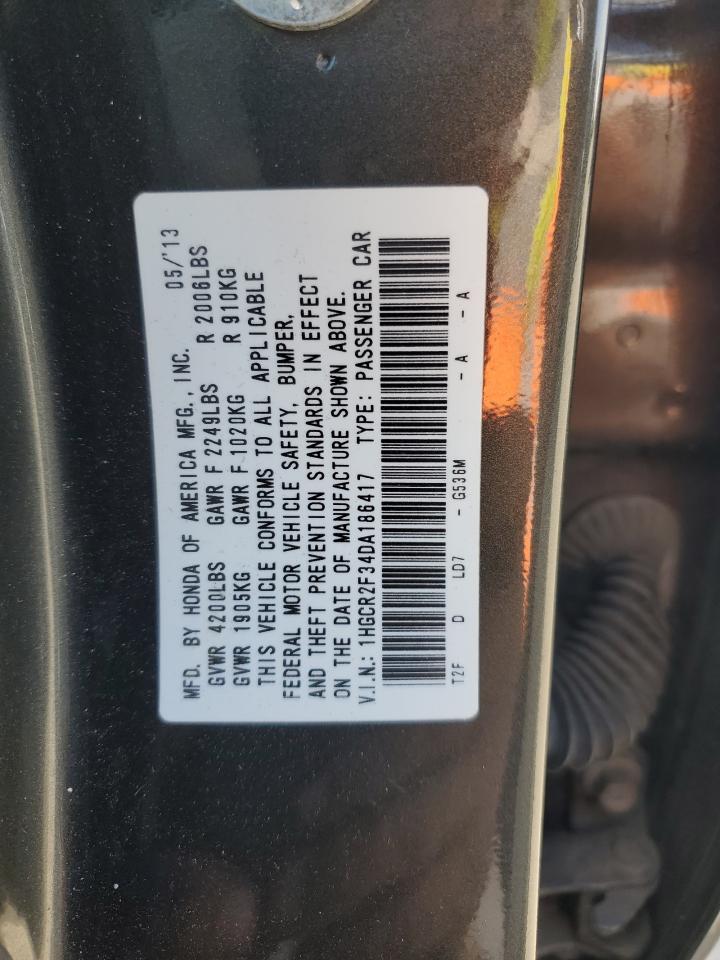 MFD. BY HONDA OF AMERICA MFG., INC. 05/'13
GVWR 4200LBS GAWR F 2249LBS R 2006LBS
GVWR 1905KG GAWR F 1020KG R 910KG
THIS VEHICLE CONFORMS TO ALL APPLICABLE
FEDERAL MOTOR VEHICLE SAFETY, BUMPER,
AND THEFT PREVENTION STANDARDS IN EFFECT
ON THE DATE OF MANUFACTURE SHOWN ABOVE.
V.I.N.: 1HGCR2F34DA186417 TYPE: PASSENGER CAR
T2F D LD7 - G536M - A - A